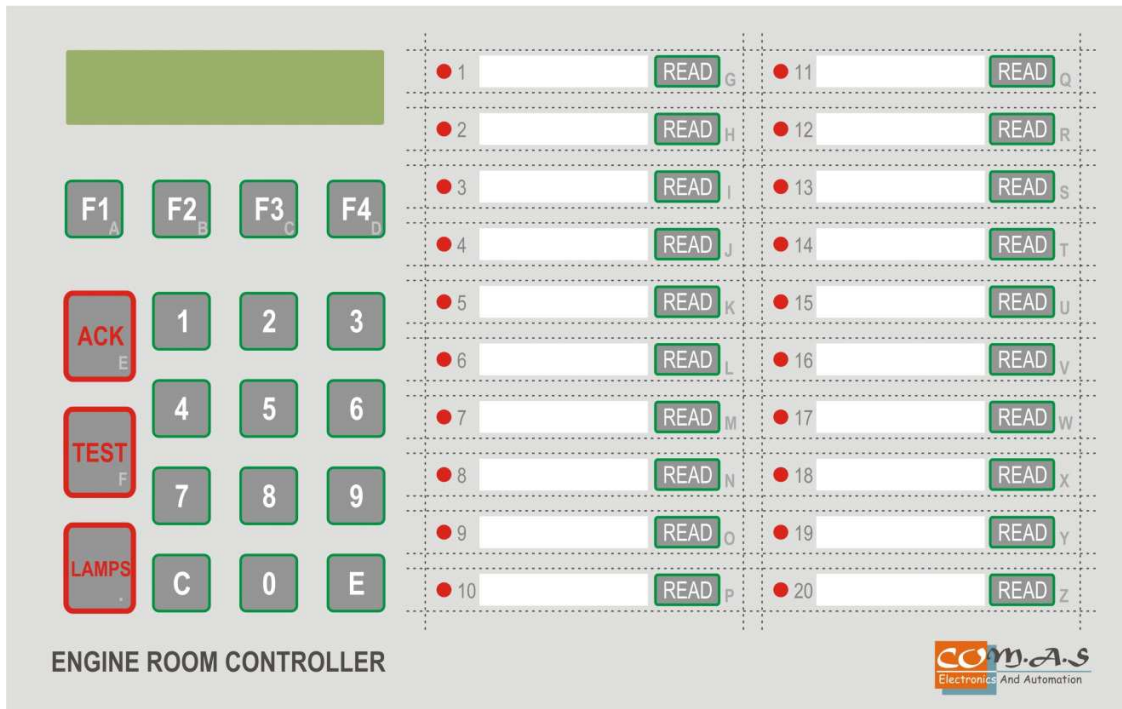 F1 A F2 B F3 C F4 D
ACK E 1 2 3
4 5 6
TEST F
7 8 9
LAMPS . C 0 E
ENGINE ROOM CONTROLLER
1 READ G
2 READ H
3 READ I
4 READ J
5 READ K
6 READ L
7 READ M
8 READ N
9 READ O
10 READ P
11 READ Q
12 READ R
13 READ S
14 READ T
15 READ U
16 READ V
17 READ W
18 READ X
19 READ Y
20 READ Z
COM.A.S
Electronics And Automation